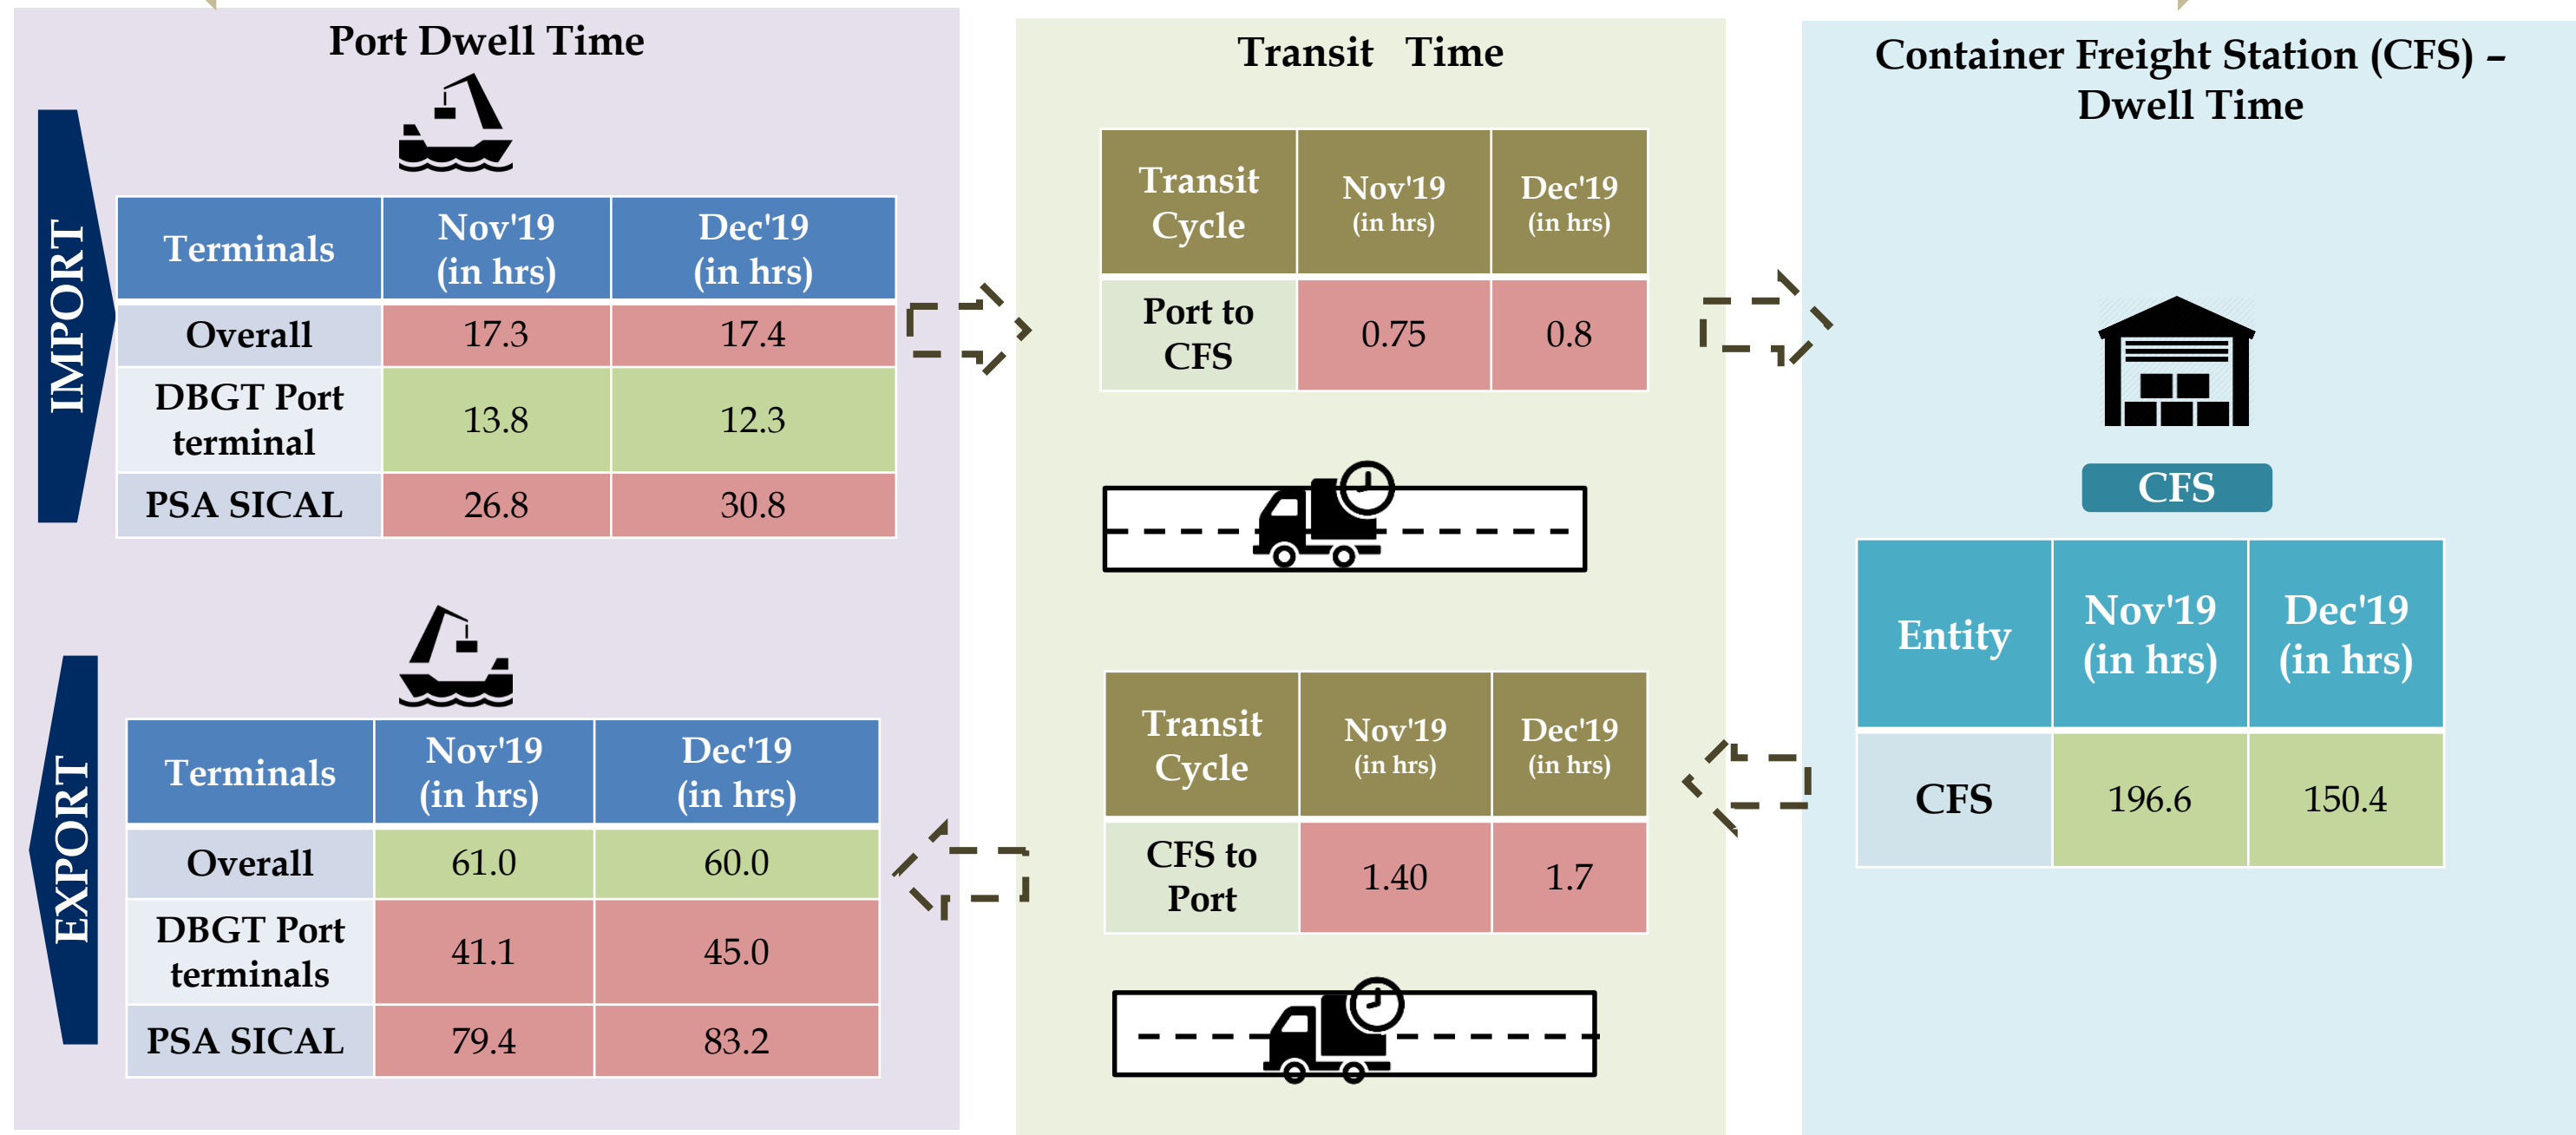 Port Dwell Time
IMPORT
Terminals Nov'19 (in hrs) Dec'19 (in hrs)
Overall 17.3 17.4
DBGT Port terminal 13.8 12.3
PSA SICAL 26.8 30.8
EXPORT
Terminals Nov'19 (in hrs) Dec'19 (in hrs)
Overall 61.0 60.0
DBGT Port terminals 41.1 45.0
PSA SICAL 79.4 83.2
Transit Time
Transit Cycle Nov'19 (in hrs) Dec'19 (in hrs)
Port to CFS 0.75 0.8
Transit Cycle Nov'19 (in hrs) Dec'19 (in hrs)
CFS to Port 1.40 1.7
Container Freight Station (CFS) –
Dwell Time
CFS
Entity Nov'19 (in hrs) Dec'19 (in hrs)
CFS 196.6 150.4